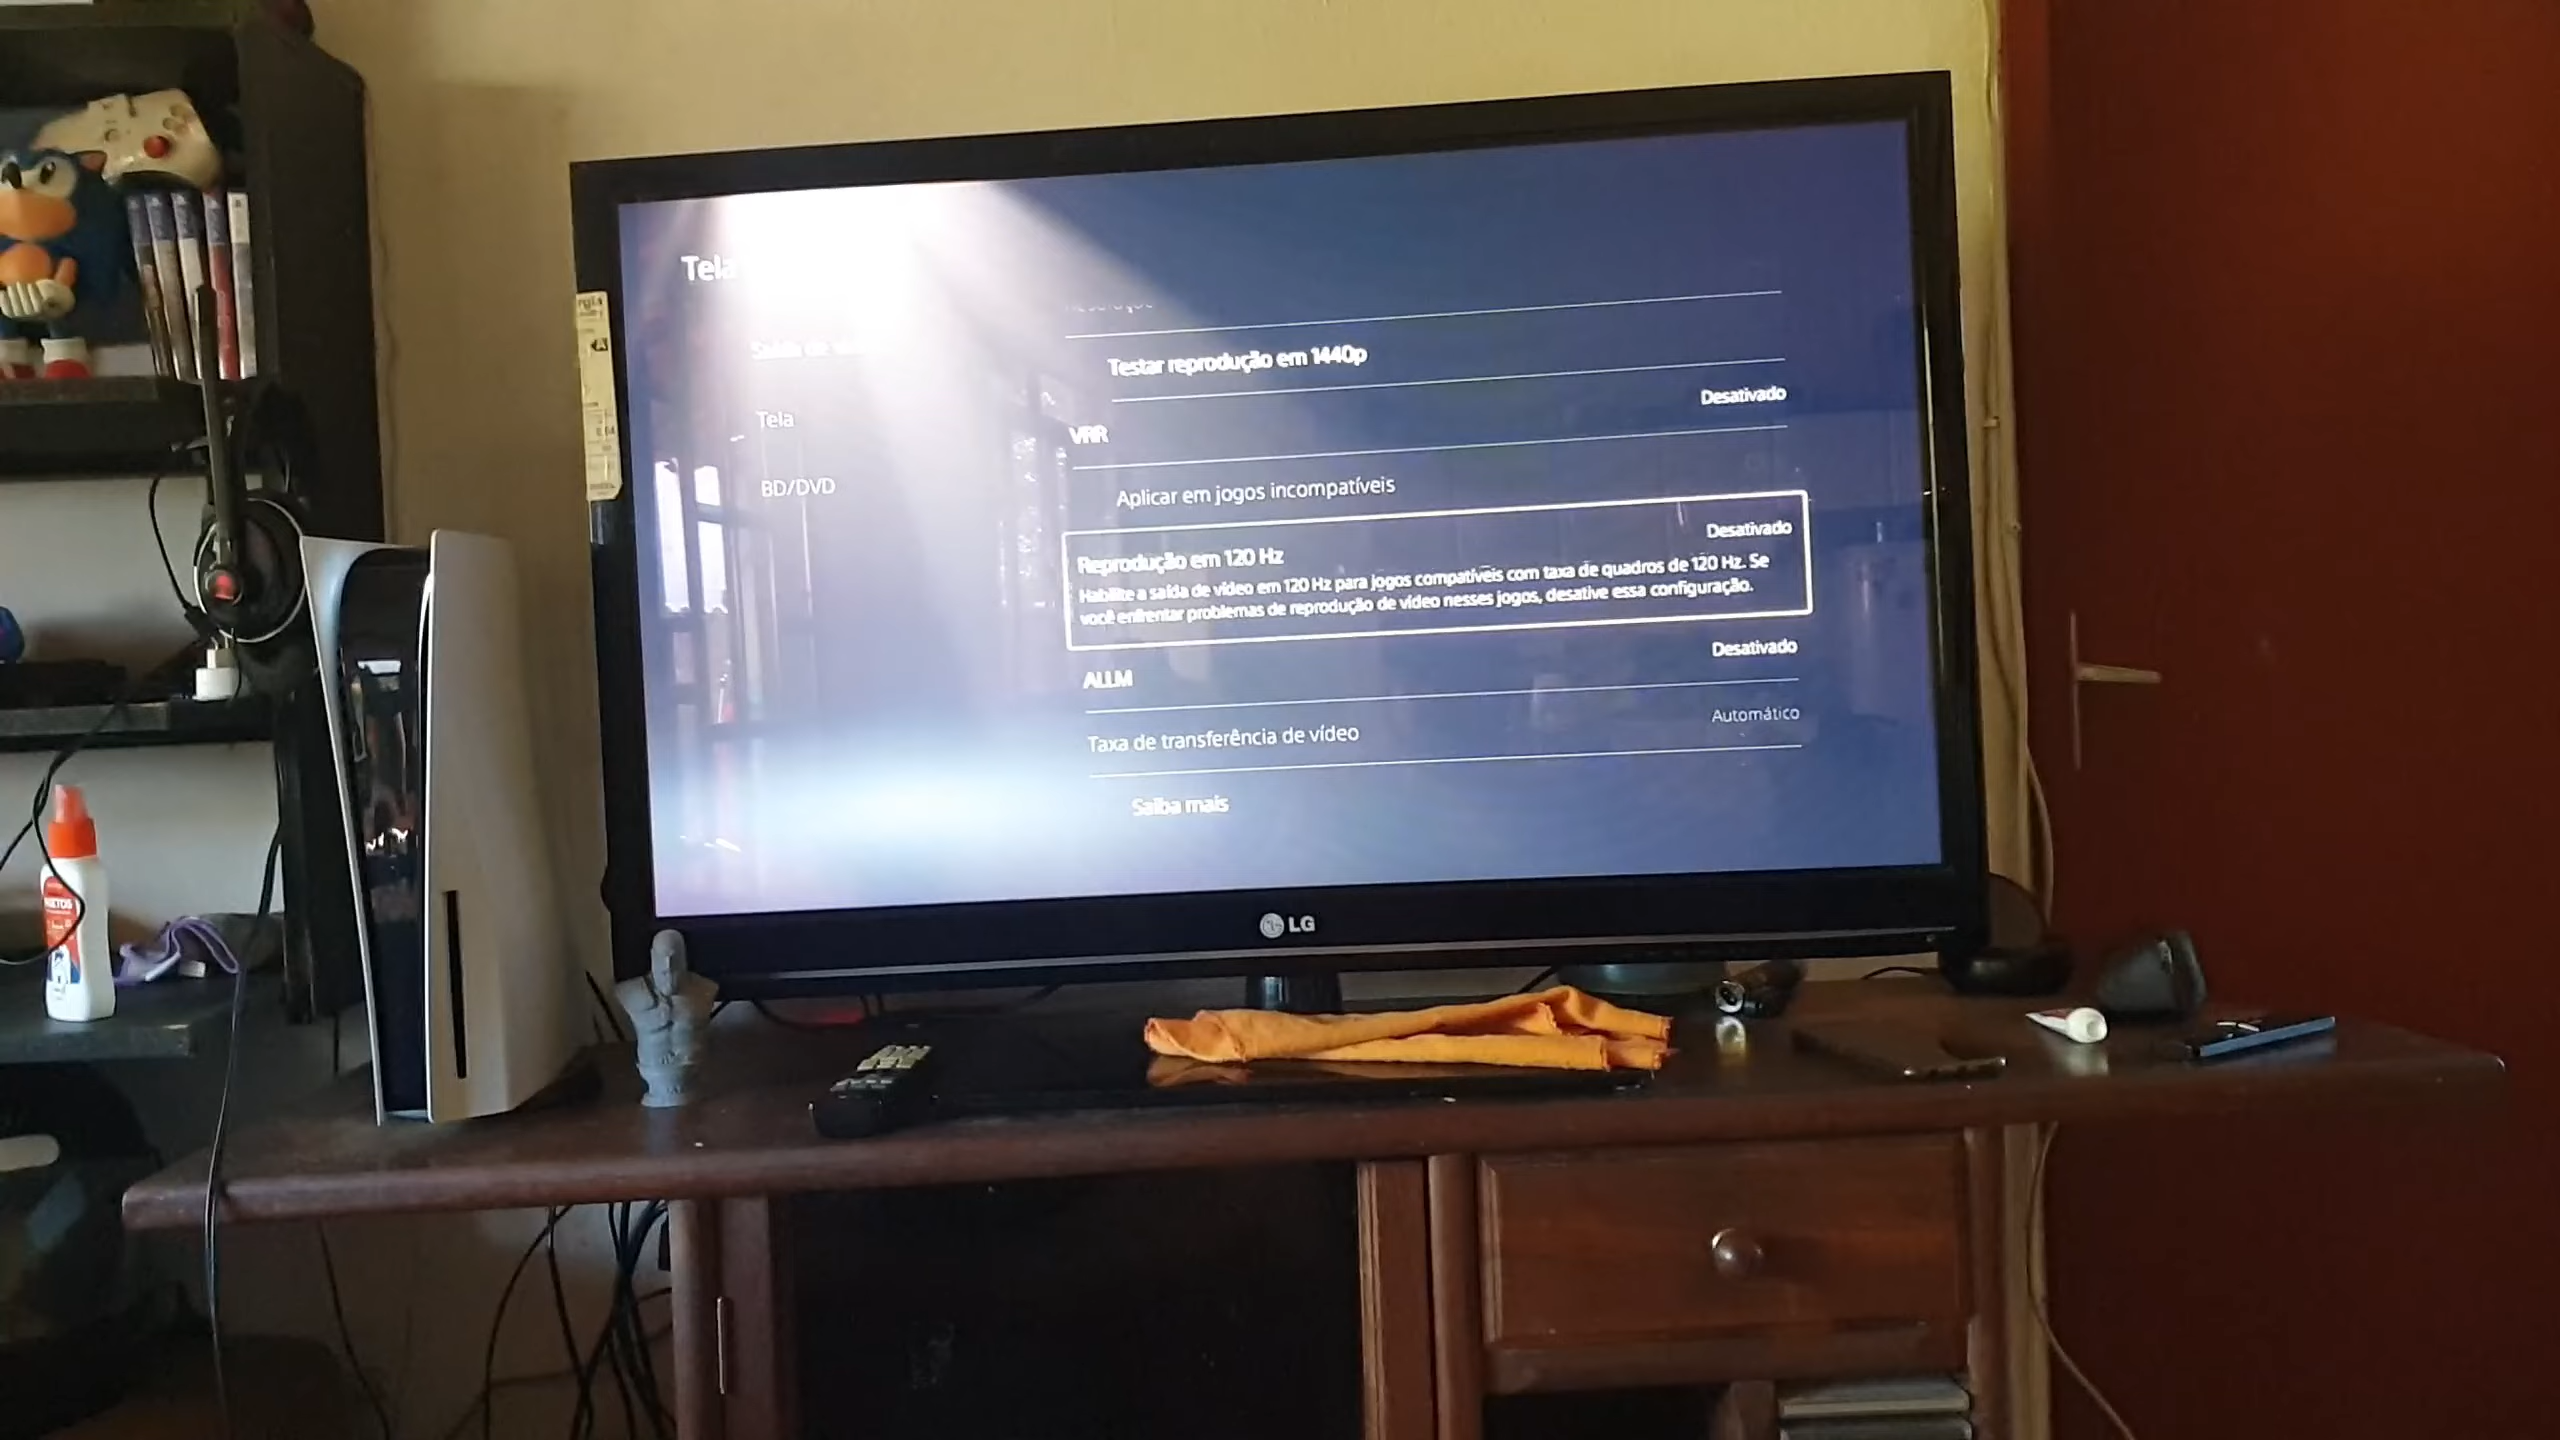 Tela
Resolução
Testar reprodução em 1440p
Desativado
VRR
Tela
Aplicar em jogos incompatíveis
BD/DVD
Desativado
Reprodução em 120 Hz
Habilite a saída de vídeo em 120 Hz para jogos compatíveis com taxa de quadros de 120 Hz. Se
você enfrentar problemas de reprodução de vídeo nesses jogos, desative essa configuração.
Desativado
ALLM
Automático
Taxa de transferência de vídeo
Saiba mais
LG